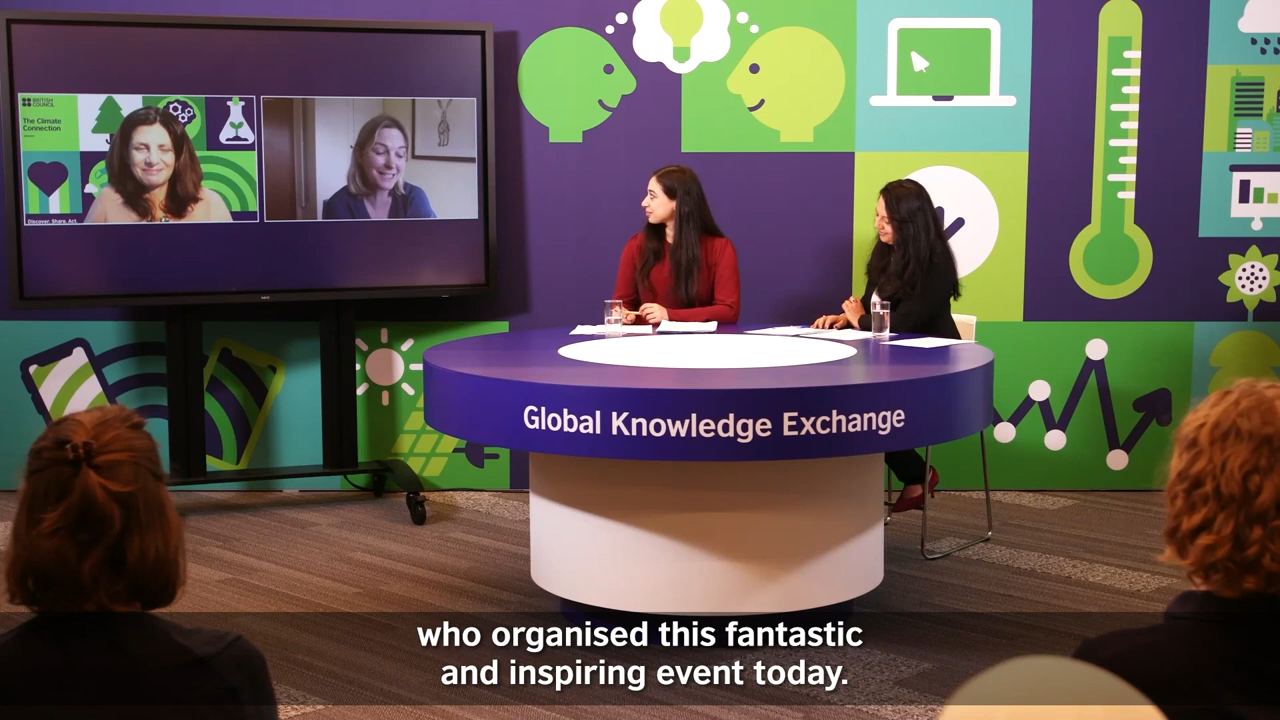 BRITISH
COUNCIL
The Climate
Connection
Discover. Share. Act.
Global Knowledge Exchange
who organised this fantastic
and inspiring event today.